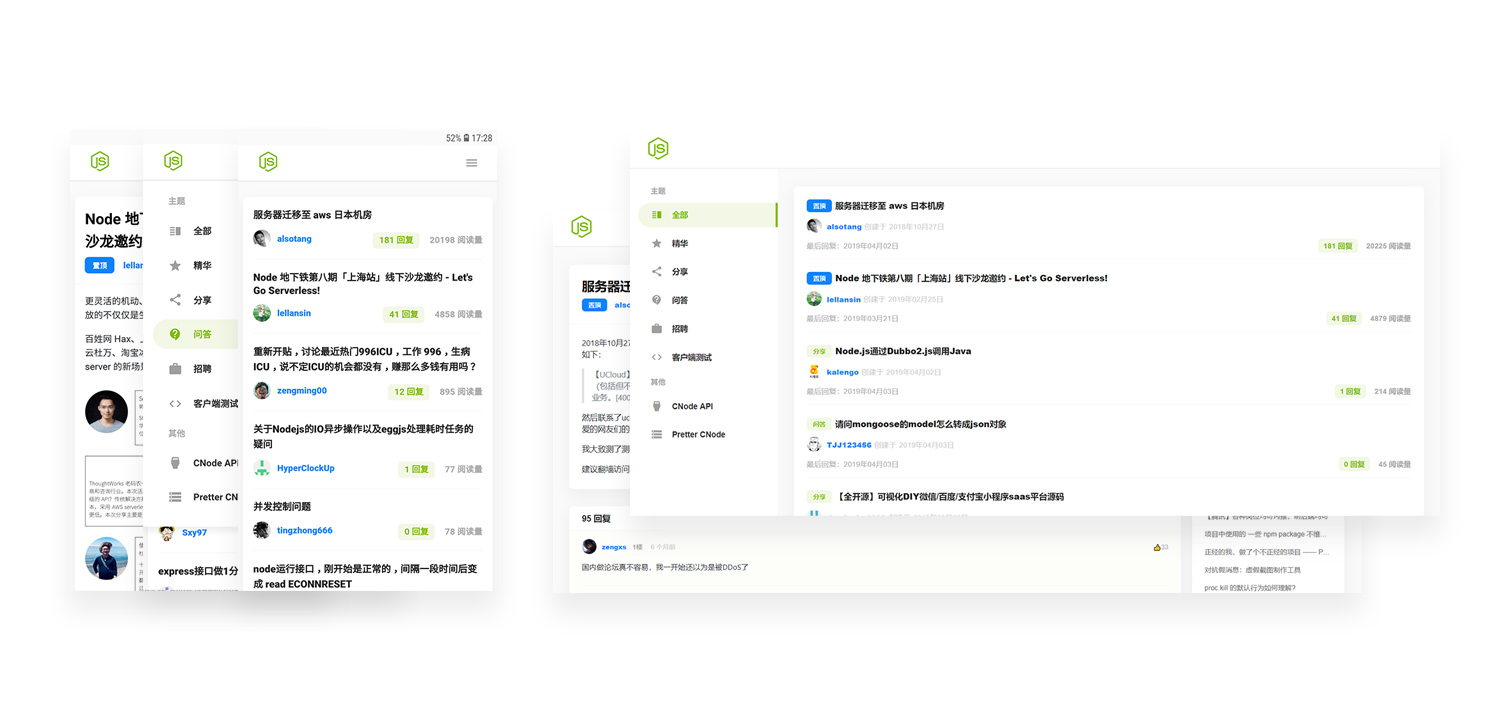 52% 17:28
JS
JS
JS
Node 地
沙龙邀约
置顶 lellan
更灵活的机动、
放的不仅仅是
百姓网 Hax、
云杜万、淘宝
server 的新场
ThoughtWorks
主题
全部
精华
分享
问答
招聘
客户端测试
其他
CNode API
Pretter CN
Sxy97
express接口做1分
服务器迁移至 aws 日本机房
alsotang 181 回复 20198 阅读量
Node 地下铁第八期「上海站」线下沙龙邀约 - Let's
Go Serverless!
lellansin 41 回复 4858 阅读量
重新开贴，讨论最近热门996ICU，工作 996，生病
ICU，说不定ICU的机会都没有，赚那么多钱有用吗？
zengming00 12 回复 895 阅读量
关于Nodejs的IO异步操作以及eggjs处理耗时任务的
疑问
HyperClockUp 1 回复 77 阅读量
并发控制问题
tingzhong666 0 回复 78 阅读量
node运行接口，刚开始是正常的，间隔一段时间后变
成 read ECONNRESET
JS
服务器迁
置顶 also
2018年10月27
如下：
【UCloud】
(包括但不
业务。[400
然后联系了uc
爱的网友们的
我大致测了测
建议翻墙访问
95 回复
zengxs 1楼 6 个月前 33
国内做论坛真不容易，我一开始还以为是被DDoS了
项目中使用的 一些 npm package 不维...
正经的我，做了个不正经的项目 —— P...
对抗假消息：虚假截图制作工具
proc.kill 的默认行为如何理解?
JS
主题
全部
精华
分享
问答
招聘
客户端测试
其他
CNode API
Pretter CNode
置顶 服务器迁移至 aws 日本机房
alsotang 创建于 2018年10月27日
最后回复：2019年04月02日 181 回复 20225 阅读量
置顶 Node 地下铁第八期「上海站」线下沙龙邀约 - Let's Go Serverless!
lellansin 创建于 2019年02月25日
最后回复：2019年03月21日 41 回复 4879 阅读量
分享 Node.js通过Dubbo2.js调用Java
kalengo 创建于 2019年04月02日
最后回复：2019年04月03日 1 回复 214 阅读量
问答 请问mongoose的model怎么转成json对象
TJJ123456 创建于 2019年04月03日
最后回复：2019年04月03日 0 回复 45 阅读量
分享 【全开源】可视化DIY微信/百度/支付宝小程序saas平台源码